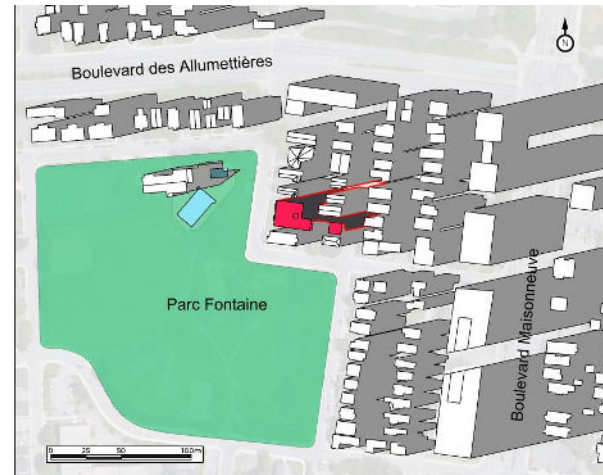 Boulevard des Allumettières
N
Parc Fontaine
Boulevard Maisonneuve
0 25 50 100m